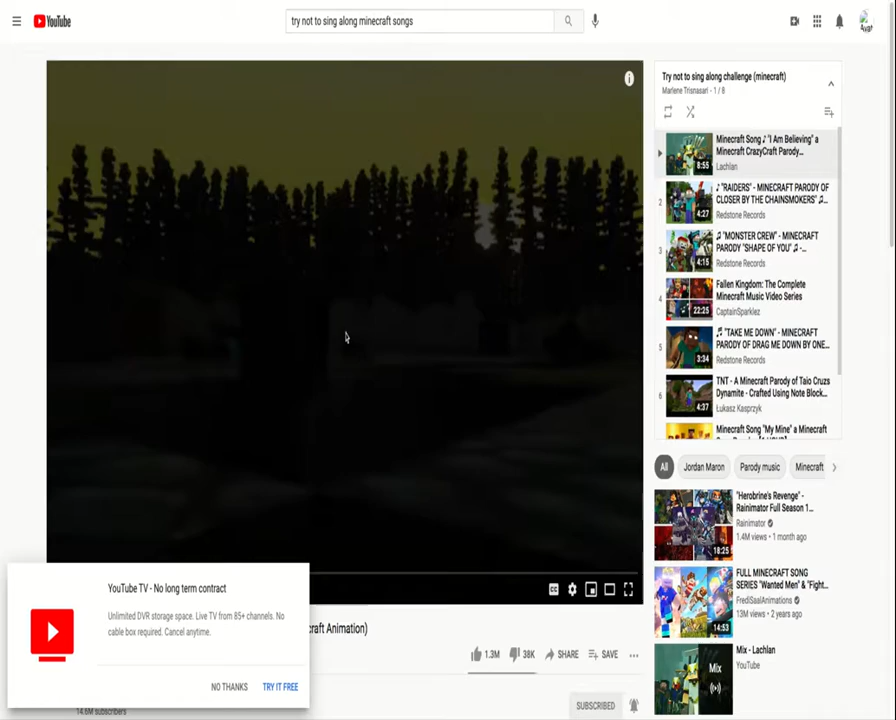 YouTube
try not to sing along minecraft songs
Try not to sing along challenge (minecraft)
Marlene Trisnasari - 1 / 8
Minecraft Song ♪ "I Am Believing" a
Minecraft CrazyCraft Parody...
Lachlan
8:55
2
♪ "RAIDERS" - MINECRAFT PARODY OF
CLOSER BY THE CHAINSMOKERS" ♫...
Redstone Records
4:27
3
♫ "MONSTER CREW" - MINECRAFT
PARODY "SHAPE OF YOU" ♫ -...
Redstone Records
4:15
4
Fallen Kingdom: The Complete
Minecraft Music Video Series
CaptainSparklez
22:25
5
♬ "TAKE ME DOWN" - MINECRAFT
PARODY OF DRAG ME DOWN BY ONE...
Redstone Records
3:34
6
TNT - A Minecraft Parody of Taio Cruzs
Dynamite - Crafted Using Note Block...
Łukasz Kasprzyk
4:37
Minecraft Song "My Mine" a Minecraft
All
Jordan Maron
Parody music
Minecraft
"Herobrine's Revenge" -
Rainimator Full Season 1...
Rainimator
1.4M views • 1 month ago
18:25
FULL MINECRAFT SONG
SERIES "Wanted Men" & "Fight...
FrediSaalAnimations
13M views • 2 years ago
14:53
Mix - Lachlan
YouTube
Mix
CC
craft Animation)
1.3M
38K
SHARE
SAVE
SUBSCRIBED
14.6M subscribers
YouTube TV - No long term contract
Unlimited DVR storage space. Live TV from 85+ channels. No
cable box required. Cancel anytime.
NO THANKS
TRY IT FREE